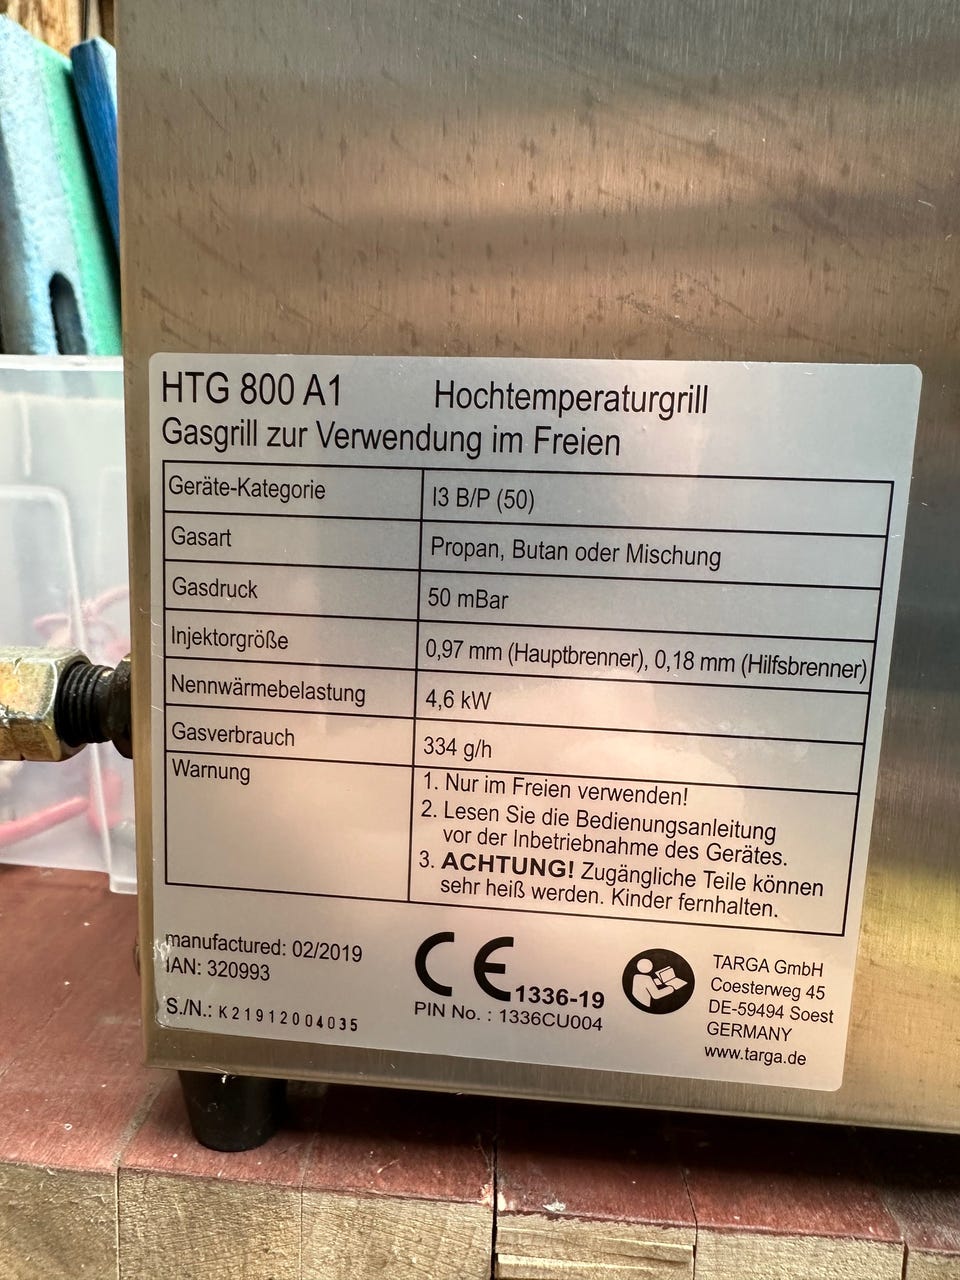 HTG 800 A1 Hochtemperaturgrill
Gasgrill zur Verwendung im Freien
Geräte-Kategorie I3 B/P (50)
Gasart Propan, Butan oder Mischung
Gasdruck 50 mBar
Injektorgröße 0,97 mm (Hauptbrenner), 0,18 mm (Hilfsbrenner)
Nennwärmebelastung 4,6 kW
Gasverbrauch 334 g/h
Warnung 1. Nur im Freien verwenden!
2. Lesen Sie die Bedienungsanleitung
vor der Inbetriebnahme des Gerätes.
3. ACHTUNG! Zugängliche Teile können
sehr heiß werden. Kinder fernhalten.
manufactured: 02/2019
IAN: 320993
S./N.: K21912004035
CE 1336-19
PIN No. : 1336CU004
TARGA GmbH
Coesterweg 45
DE-59494 Soest
GERMANY
www.targa.de